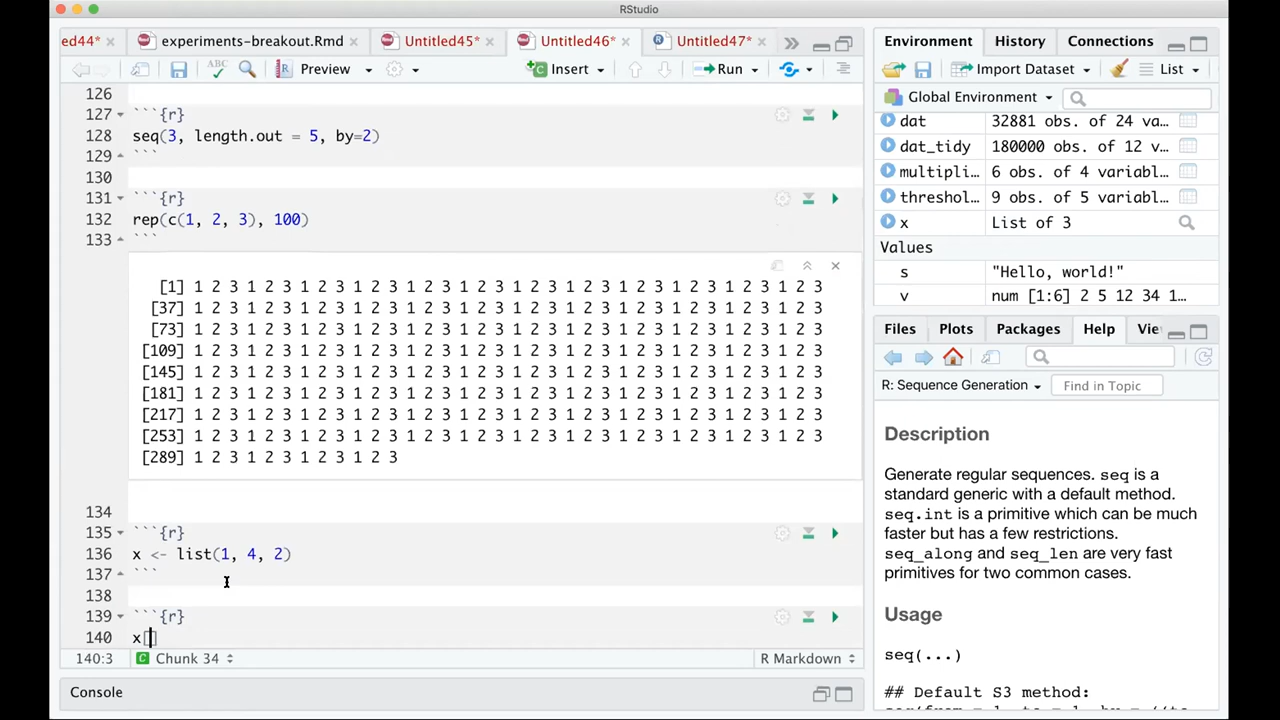 RStudio
ed44* experiments-breakout.Rmd Untitled45* Untitled46* Untitled47*
ABC Preview Insert Run
126
127 ```{r}
128 seq(3, length.out = 5, by=2)
129 ```
130
131 ```{r}
132 rep(c(1, 2, 3), 100)
133 ```
[1] 1 2 3 1 2 3 1 2 3 1 2 3 1 2 3 1 2 3 1 2 3 1 2 3 1 2 3 1 2 3 1 2 3 1 2 3
[37] 1 2 3 1 2 3 1 2 3 1 2 3 1 2 3 1 2 3 1 2 3 1 2 3 1 2 3 1 2 3 1 2 3 1 2 3
[73] 1 2 3 1 2 3 1 2 3 1 2 3 1 2 3 1 2 3 1 2 3 1 2 3 1 2 3 1 2 3 1 2 3 1 2 3
[109] 1 2 3 1 2 3 1 2 3 1 2 3 1 2 3 1 2 3 1 2 3 1 2 3 1 2 3 1 2 3 1 2 3 1 2 3
[145] 1 2 3 1 2 3 1 2 3 1 2 3 1 2 3 1 2 3 1 2 3 1 2 3 1 2 3 1 2 3 1 2 3 1 2 3
[181] 1 2 3 1 2 3 1 2 3 1 2 3 1 2 3 1 2 3 1 2 3 1 2 3 1 2 3 1 2 3 1 2 3 1 2 3
[217] 1 2 3 1 2 3 1 2 3 1 2 3 1 2 3 1 2 3 1 2 3 1 2 3 1 2 3 1 2 3 1 2 3 1 2 3
[253] 1 2 3 1 2 3 1 2 3 1 2 3 1 2 3 1 2 3 1 2 3 1 2 3 1 2 3 1 2 3 1 2 3 1 2 3
[289] 1 2 3 1 2 3 1 2 3 1 2 3
134
135 ```{r}
136 x <- list(1, 4, 2)
137 ```
138
139 ```{r}
140 x[]
140:3 Chunk 34 R Markdown
Console
Environment History Connections
Import Dataset List
Global Environment
dat 32881 obs. of 24 va...
dat_tidy 180000 obs. of 12 v...
multipli... 6 obs. of 4 variabl...
threshol... 9 obs. of 5 variabl...
x List of 3
Values
s "Hello, world!"
v num [1:6] 2 5 12 34 1...
Files Plots Packages Help Vie
R: Sequence Generation Find in Topic
Description
Generate regular sequences. seq is a
standard generic with a default method.
seq.int is a primitive which can be much
faster but has a few restrictions.
seq_along and seq_len are very fast
primitives for two common cases.
Usage
seq(...)
## Default S3 method: